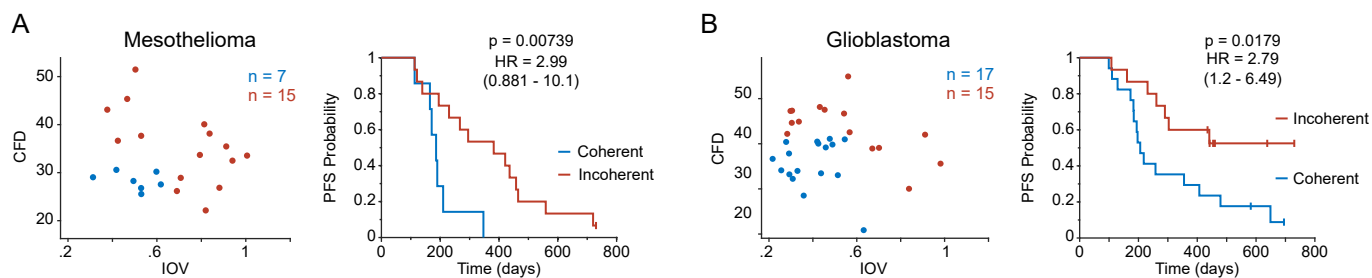 A
Mesothelioma
n = 7
n = 15
CFD
50
40
30
20
.2
.6
1
IOV
p = 0.00739
HR = 2.99
(0.881 - 10.1)
PFS Probability
1
0.8
0.6
0.4
0.2
0
0
200
400
600
800
Time (days)
Coherent
Incoherent
B
Glioblastoma
n = 17
n = 15
CFD
50
40
30
20
.2
.6
1
IOV
p = 0.0179
HR = 2.79
(1.2 - 6.49)
PFS Probability
1
0.8
0.6
0.4
0.2
0
0
200
400
600
800
Time (days)
Incoherent
Coherent